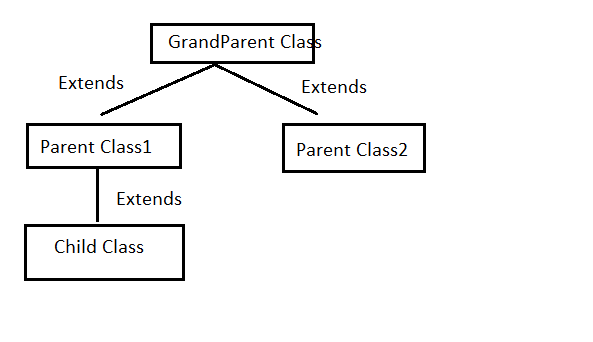 GrandParent Class
Extends
Extends
Parent Class1
Parent Class2
Extends
Child Class